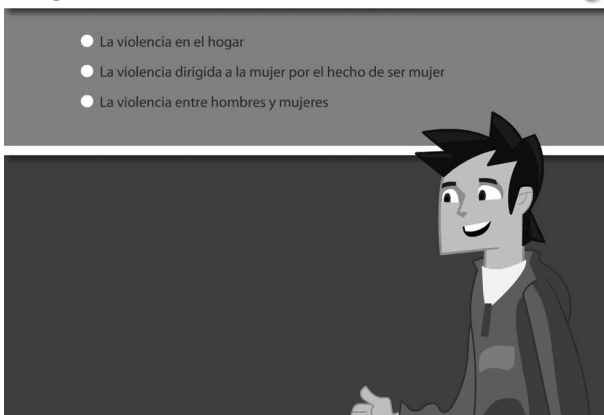 La violencia en el hogar
La violencia dirigida a la mujer por el hecho de ser mujer
La violencia entre hombres y mujeres